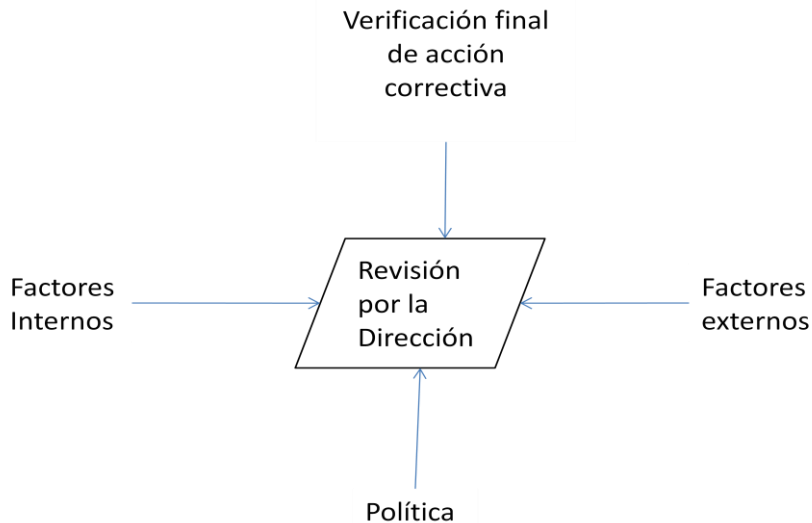 Verificación final
de acción
correctiva
Factores
Internos
Revisión
por la
Dirección
Factores
externos
Política